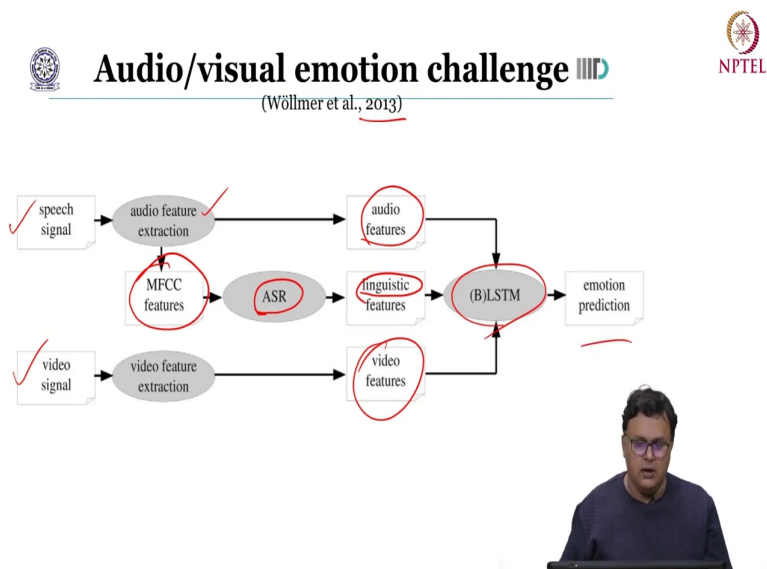 Audio/visual emotion challenge
NPTEL
(Wöllmer et al., 2013)
speech
signal
audio feature
extraction
audio
features
MFCC
features
ASR
linguistic
features
(B)LSTM
emotion
prediction
video
signal
video feature
extraction
video
features